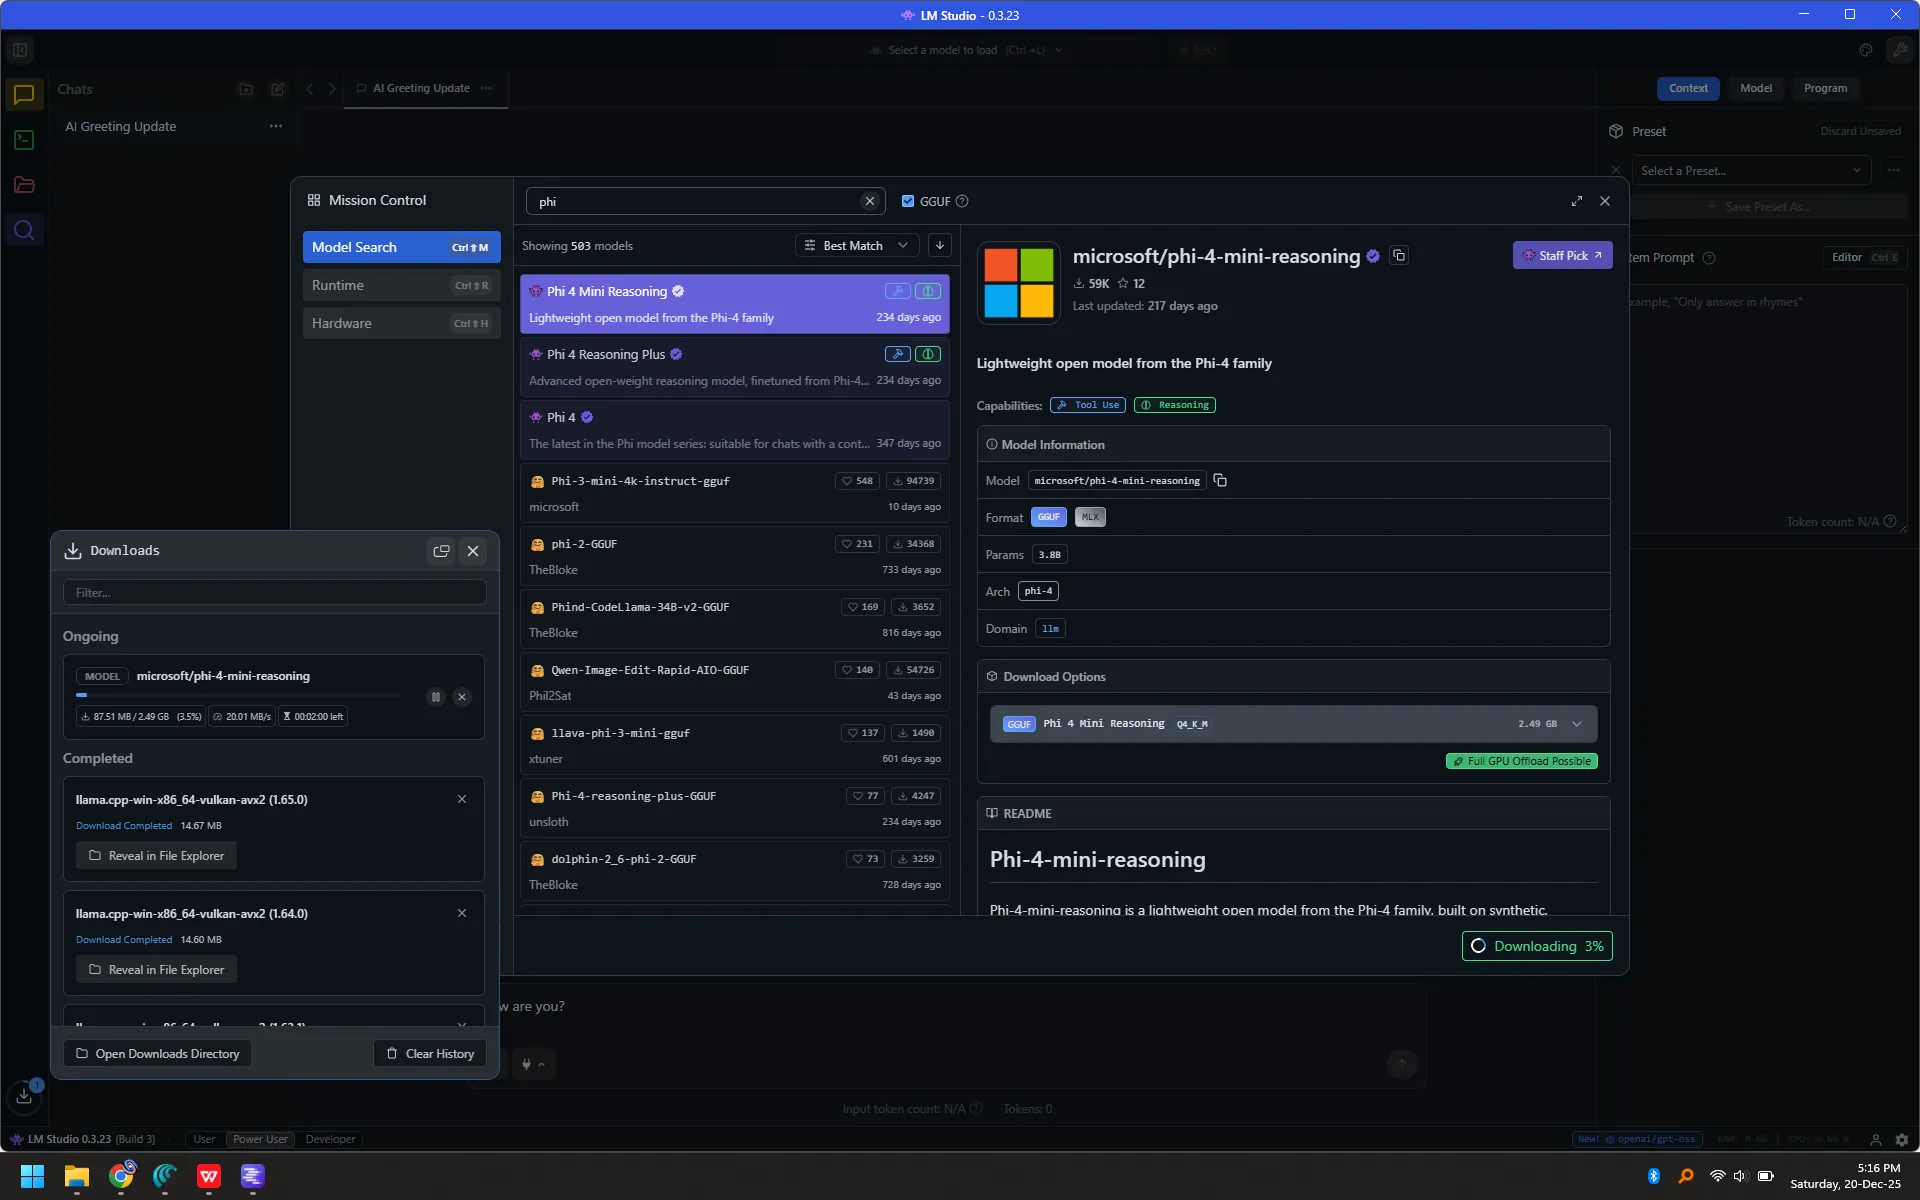 LM Studio - 0.3.23
Select a model to load (Ctrl +L)
Eject
Chats
AI Greeting Update
Context
Model
Program
AI Greeting Update
Preset
Discard Unsaved
Select a Preset...
Save Preset As...
tem Prompt
Editor Ctrl E
xample, "Only answer in rhymes"
Token count: N/A
Mission Control
Model Search Ctrl⇧M
Runtime Ctrl⇧R
Hardware Ctrl⇧H
phi
GGUF
Showing 503 models
Best Match
Phi 4 Mini Reasoning
Lightweight open model from the Phi-4 family 234 days ago
Phi 4 Reasoning Plus
Advanced open-weight reasoning model, finetuned from Phi-4... 234 days ago
Phi 4
The latest in the Phi model series: suitable for chats with a cont... 347 days ago
Phi-3-mini-4k-instruct-gguf 548 94739
microsoft 10 days ago
phi-2-GGUF 231 34368
TheBloke 733 days ago
Phind-CodeLlama-34B-v2-GGUF 169 3652
TheBloke 816 days ago
Qwen-Image-Edit-Rapid-AIO-GGUF 140 54726
Phil2Sat 43 days ago
llava-phi-3-mini-gguf 137 1490
xtuner 601 days ago
Phi-4-reasoning-plus-GGUF 77 4247
unsloth 234 days ago
dolphin-2_6-phi-2-GGUF 73 3259
TheBloke 728 days ago
microsoft/phi-4-mini-reasoning
59K 12
Last updated: 217 days ago
Staff Pick
Lightweight open model from the Phi-4 family
Capabilities: Tool Use Reasoning
Model Information
Model microsoft/phi-4-mini-reasoning
Format GGUF MLX
Params 3.8B
Arch phi-4
Domain llm
Download Options
GGUF Phi 4 Mini Reasoning Q4_K_M 2.49 GB
Full GPU Offload Possible
README
Phi-4-mini-reasoning
Phi-4-mini-reasoning is a lightweight open model from the Phi-4 family, built on synthetic,
Downloading 3%
Downloads
Filter...
Ongoing
MODEL microsoft/phi-4-mini-reasoning
87.51 MB / 2.49 GB (3.5%) 20.01 MB/s 00:02:00 left
Completed
llama.cpp-win-x86_64-vulkan-avx2 (1.65.0)
Download Completed 14.67 MB
Reveal in File Explorer
llama.cpp-win-x86_64-vulkan-avx2 (1.64.0)
Download Completed 14.60 MB
Reveal in File Explorer
llama.cpp-win-x86_64-vulkan-avx2 (1.63.1)
Open Downloads Directory
Clear History
w are you?
Input token count: N/A
Tokens: 0
1
LM Studio 0.3.23 (Build 3)
User
Power User
Developer
New! openai/gpt-oss
5:16 PM
Saturday, 20-Dec-25